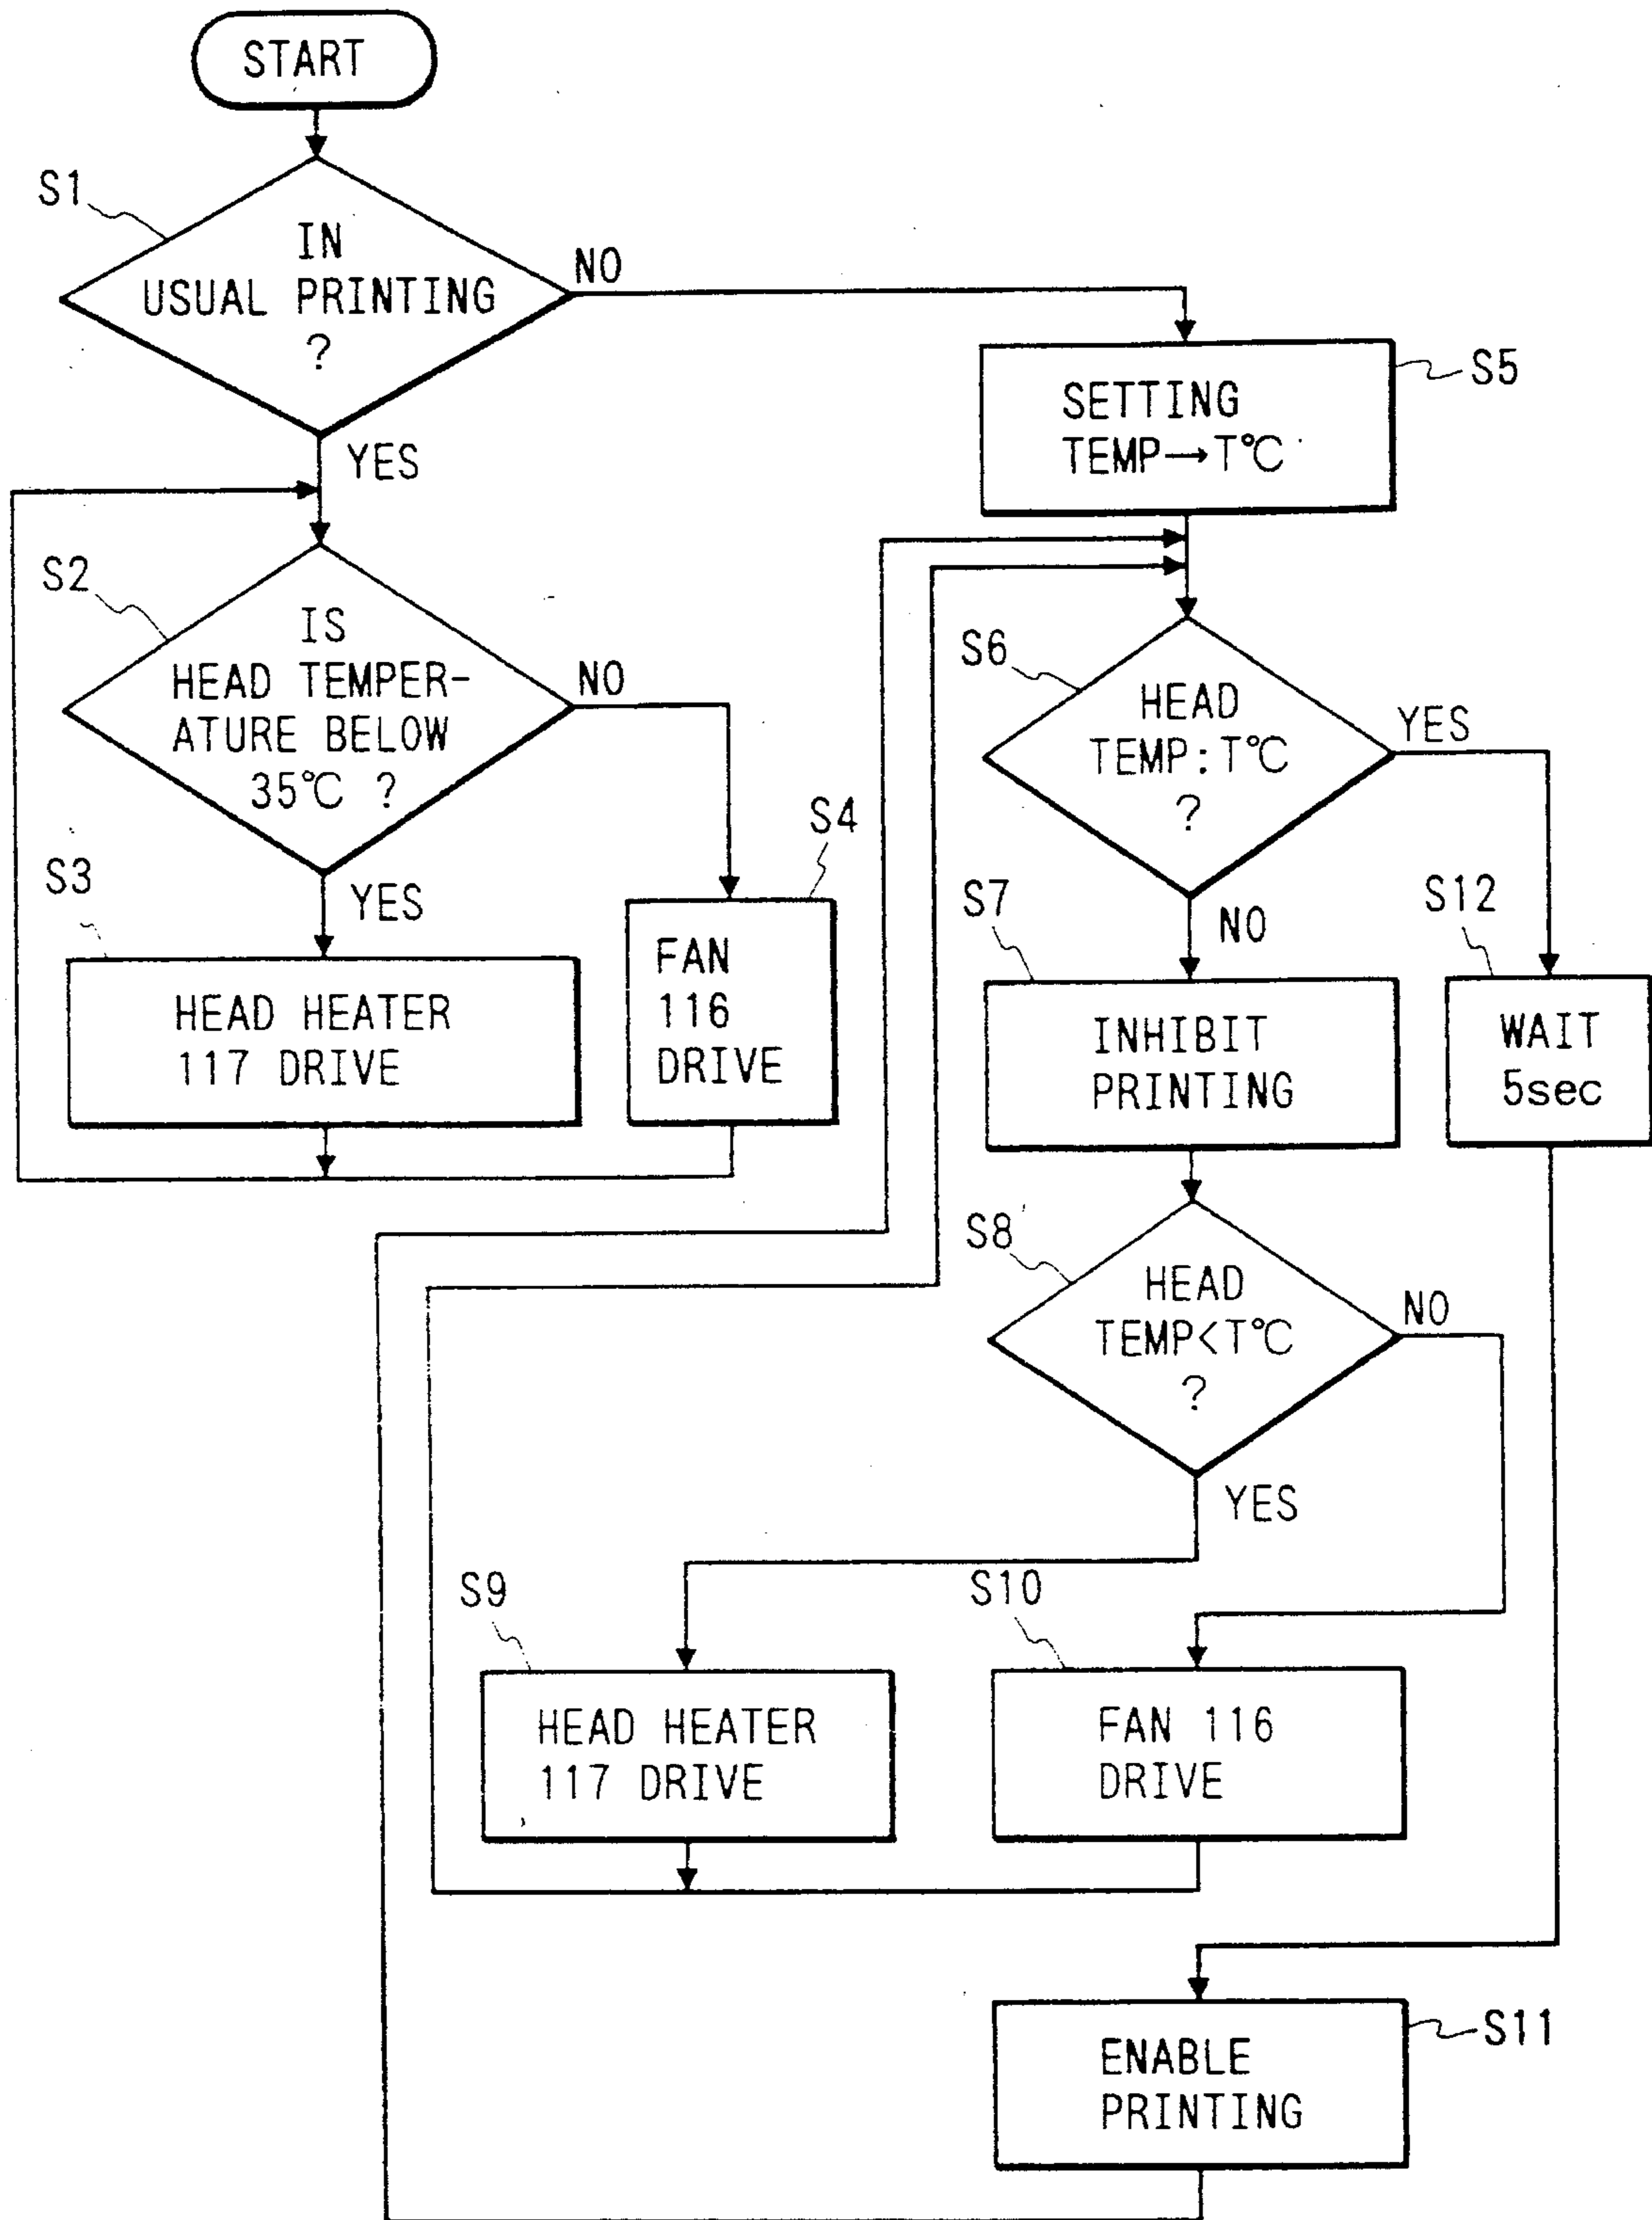 START
S1
IN
USUAL PRINTING
?
NO
YES
S2
IS
HEAD TEMPER-
ATURE BELOW
35℃ ?
NO
YES
S3
HEAD HEATER
117 DRIVE
S4
FAN
116
DRIVE
S5
SETTING
TEMP→T℃
S6
HEAD
TEMP:T℃
?
YES
NO
S7
INHIBIT
PRINTING
S12
WAIT
5sec
S8
HEAD
TEMP<T℃
?
NO
YES
S9
HEAD HEATER
117 DRIVE
S10
FAN 116
DRIVE
S11
ENABLE
PRINTING